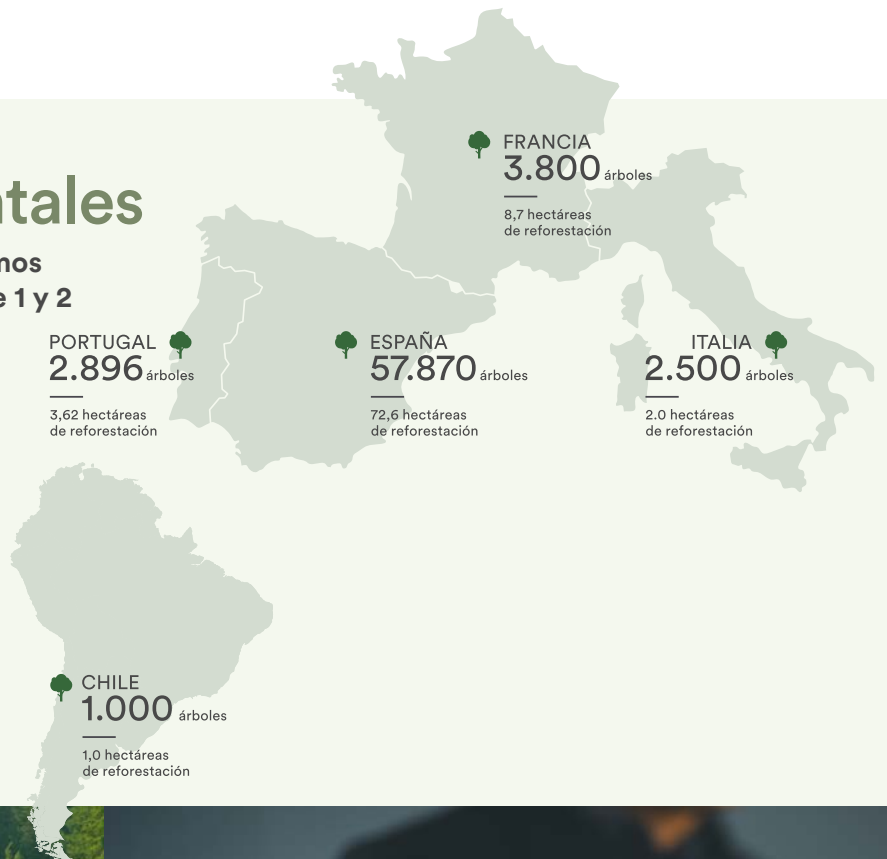 FRANCIA
3.800 árboles
8,7 hectáreas
de reforestación
PORTUGAL
2.896 árboles
3,62 hectáreas
de reforestación
ESPAÑA
57.870 árboles
72,6 hectáreas
de reforestación
ITALIA
2.500 árboles
2.0 hectáreas
de reforestación
CHILE
1.000 árboles
1,0 hectáreas
de reforestación
1 y 2